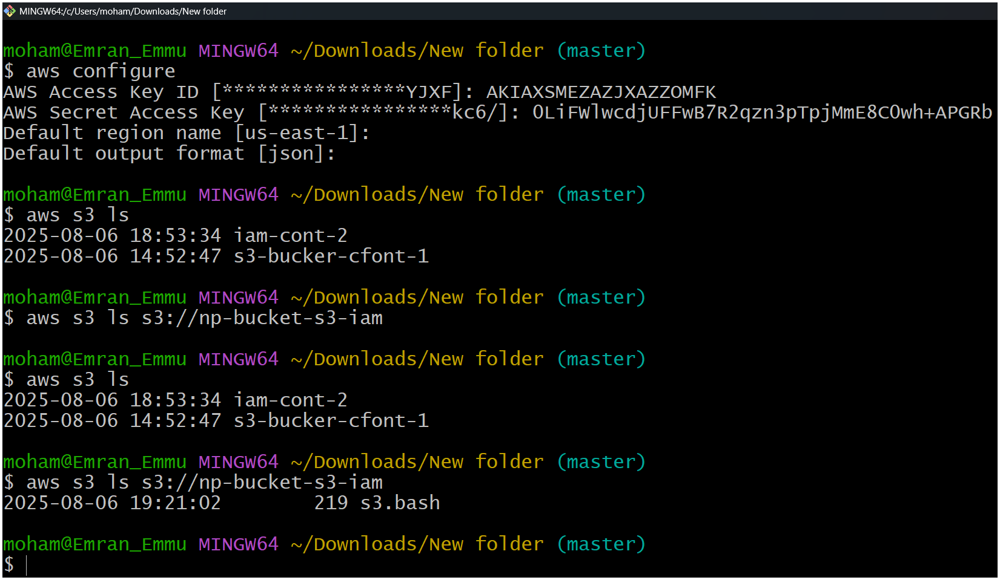 MINGW64:/c/Users/moham/Downloads/New folder
moham@Emran_Emmu MINGW64 ~/Downloads/New folder (master)
$ aws configure
AWS Access Key ID [****************YJXF]: AKIAXSMEZAZJXAZZOMFK
AWS Secret Access Key [****************kc6/]:
Default region name [us-east-1]:
Default output format [json]:
moham@Emran_Emmu MINGW64 ~/Downloads/New folder (master)
$ aws s3 ls
2025-08-06 18:53:34 iam-cont-2
2025-08-06 14:52:47 s3-bucker-cfont-1
moham@Emran_Emmu MINGW64 ~/Downloads/New folder (master)
$ aws s3 ls s3://np-bucket-s3-iam
moham@Emran_Emmu MINGW64 ~/Downloads/New folder (master)
$ aws s3 ls
2025-08-06 18:53:34 iam-cont-2
2025-08-06 14:52:47 s3-bucker-cfont-1
moham@Emran_Emmu MINGW64 ~/Downloads/New folder (master)
$ aws s3 ls s3://np-bucket-s3-iam
2025-08-06 19:21:02 219 s3.bash
moham@Emran_Emmu MINGW64 ~/Downloads/New folder (master)
$